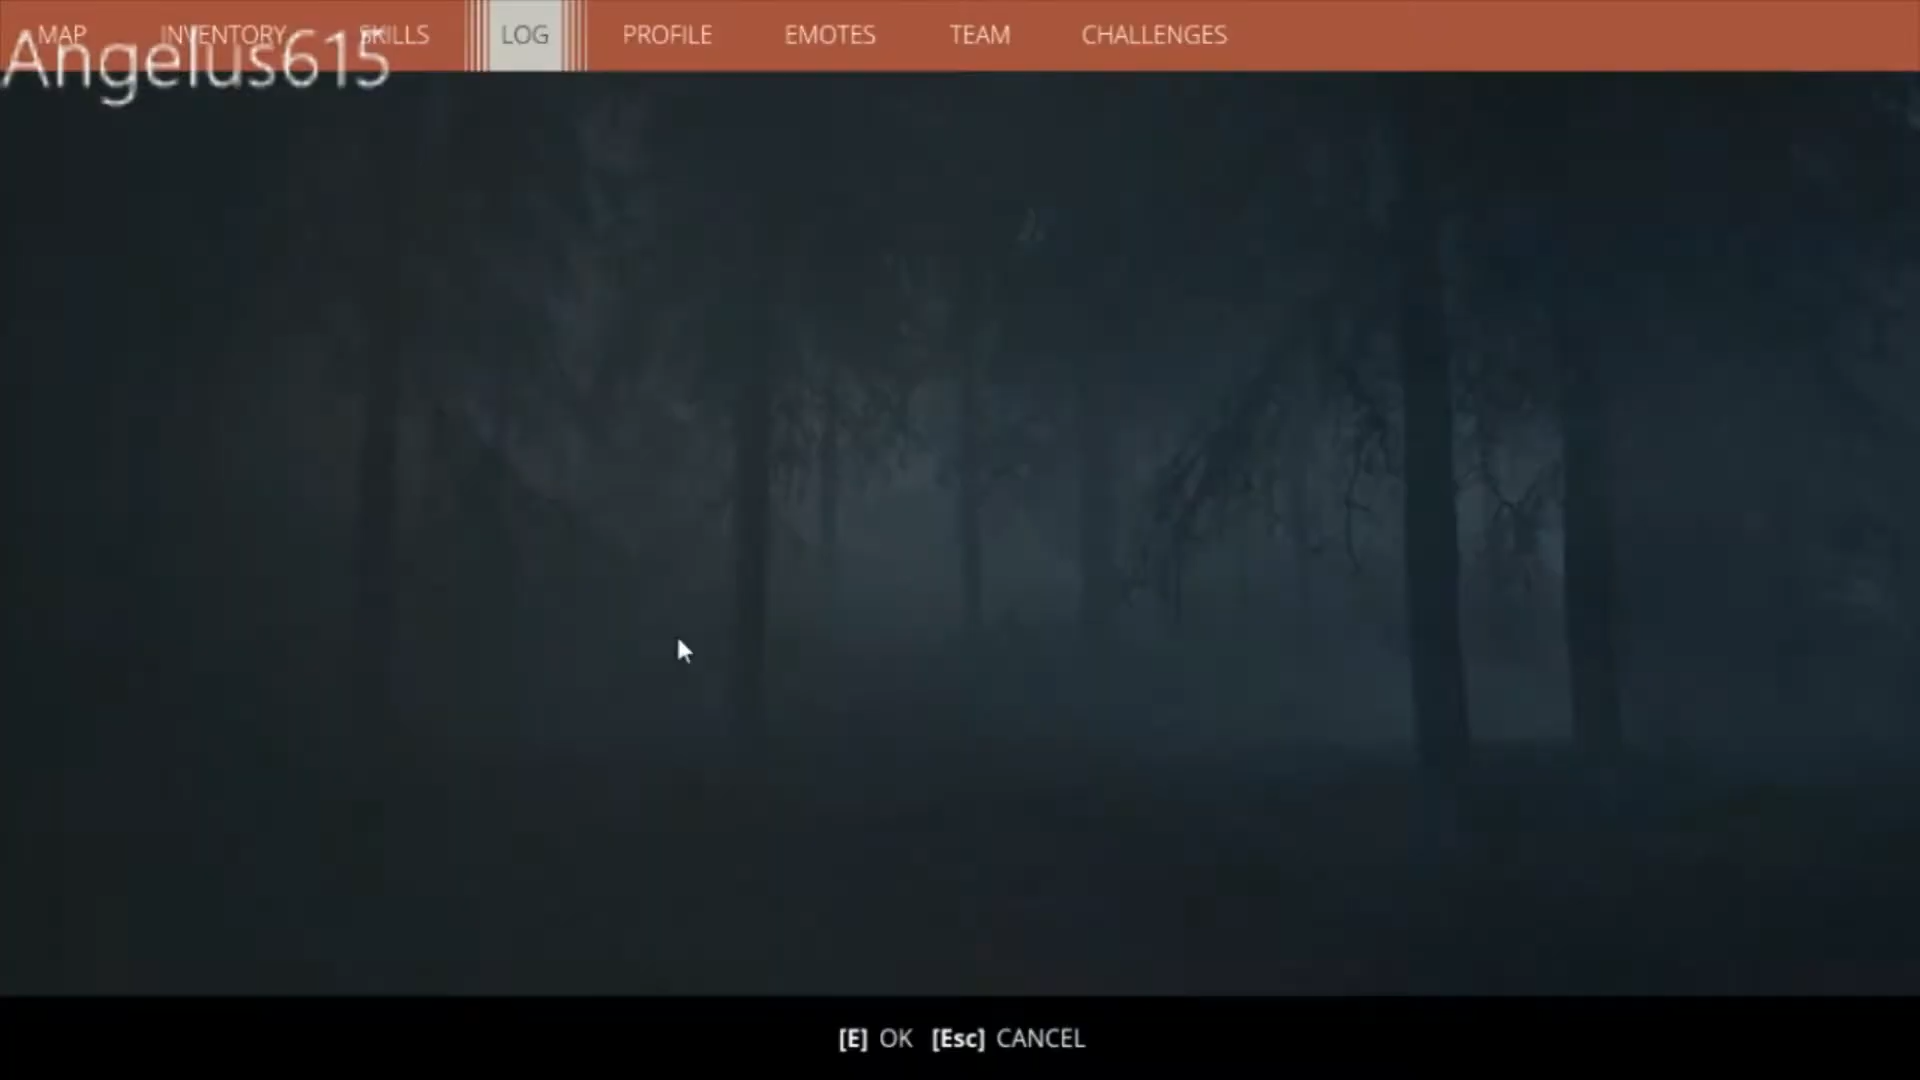 MAP INVENTORY SKILLS LOG PROFILE EMOTES TEAM CHALLENGES
Angelus615
[E] OK [Esc] CANCEL